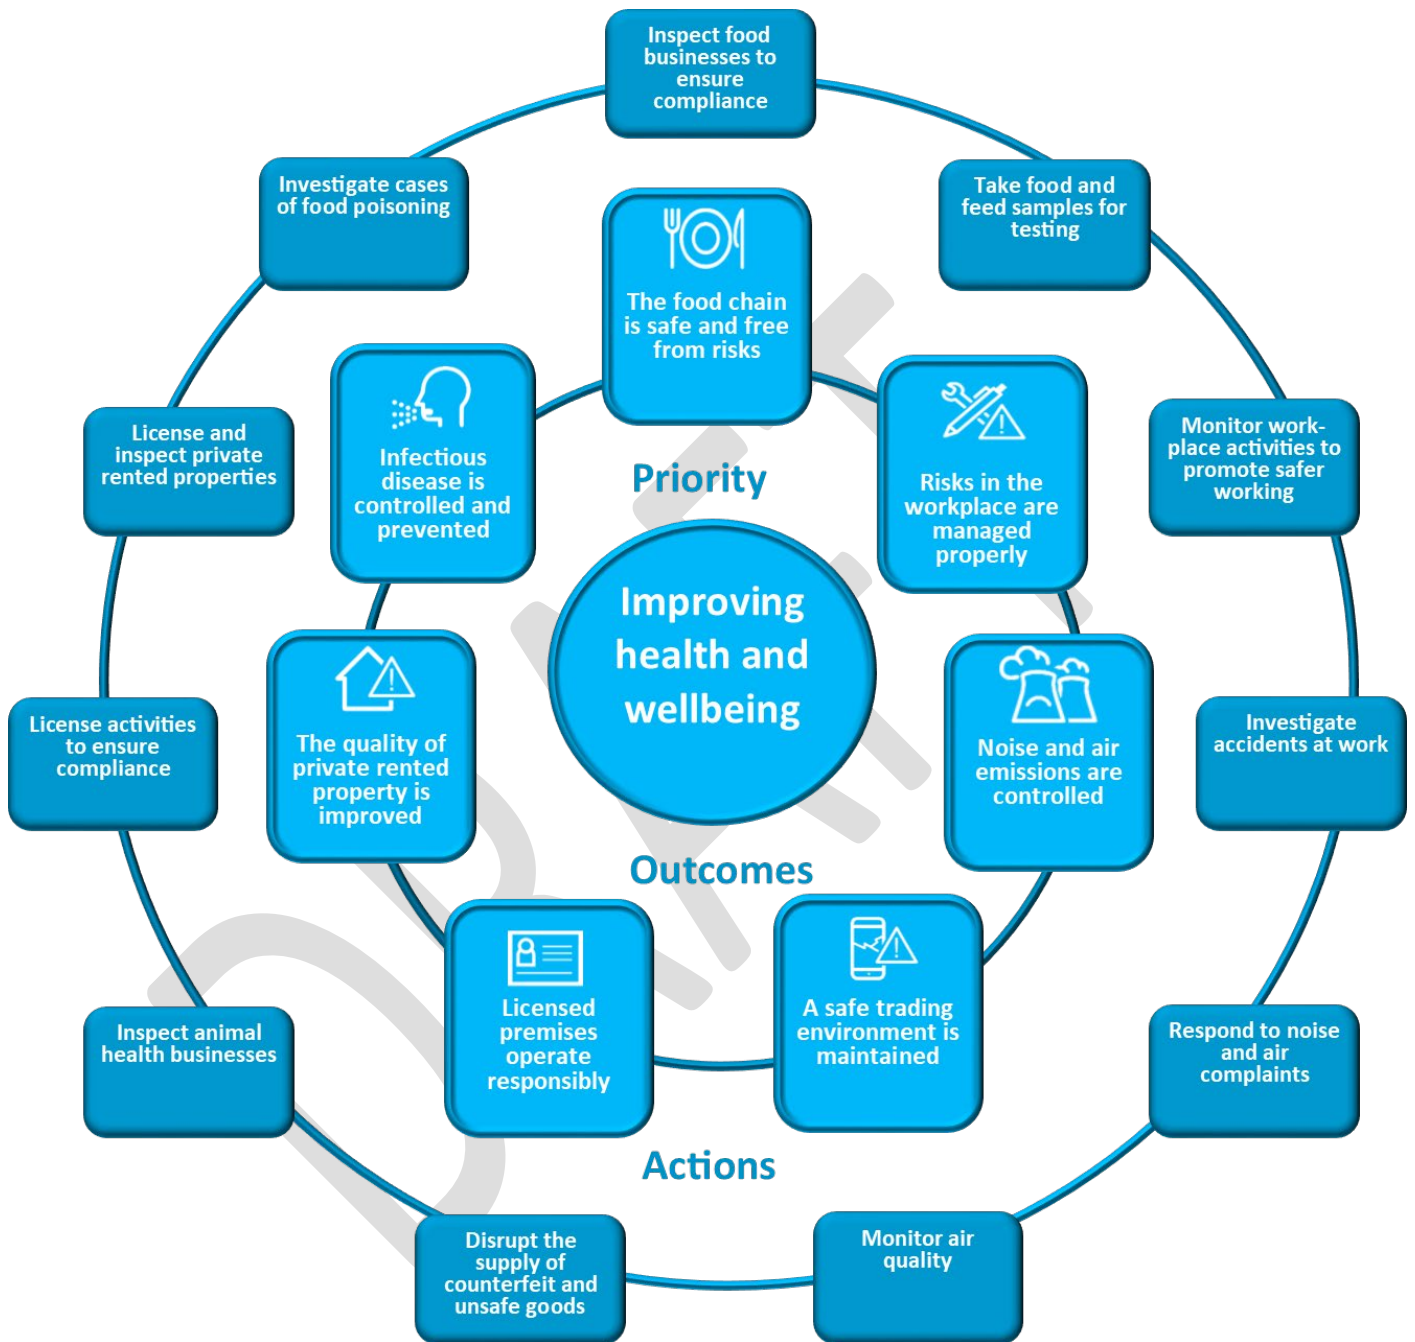 Inspect food
businesses to
ensure
compliance
Investigate cases
of food poisoning
Take food and
feed samples for
testing
The food chain
is safe and free
from risks
Infectious
disease is
controlled and
prevented
Priority
Risks in the
workplace are
managed
properly
License and
inspect private
rented properties
Monitor work-
place activities to
promote safer
working
Improving
health and
wellbeing
The quality of
private rented
property is
improved
Noise and air
emissions are
controlled
License activities
to ensure
compliance
Investigate
accidents at work
Outcomes
Licensed
premises
operate
responsibly
A safe trading
environment is
maintained
Inspect animal
health businesses
Respond to noise
and air
complaints
Actions
Disrupt the
supply of
counterfeit and
unsafe goods
Monitor air
quality
DRAFT